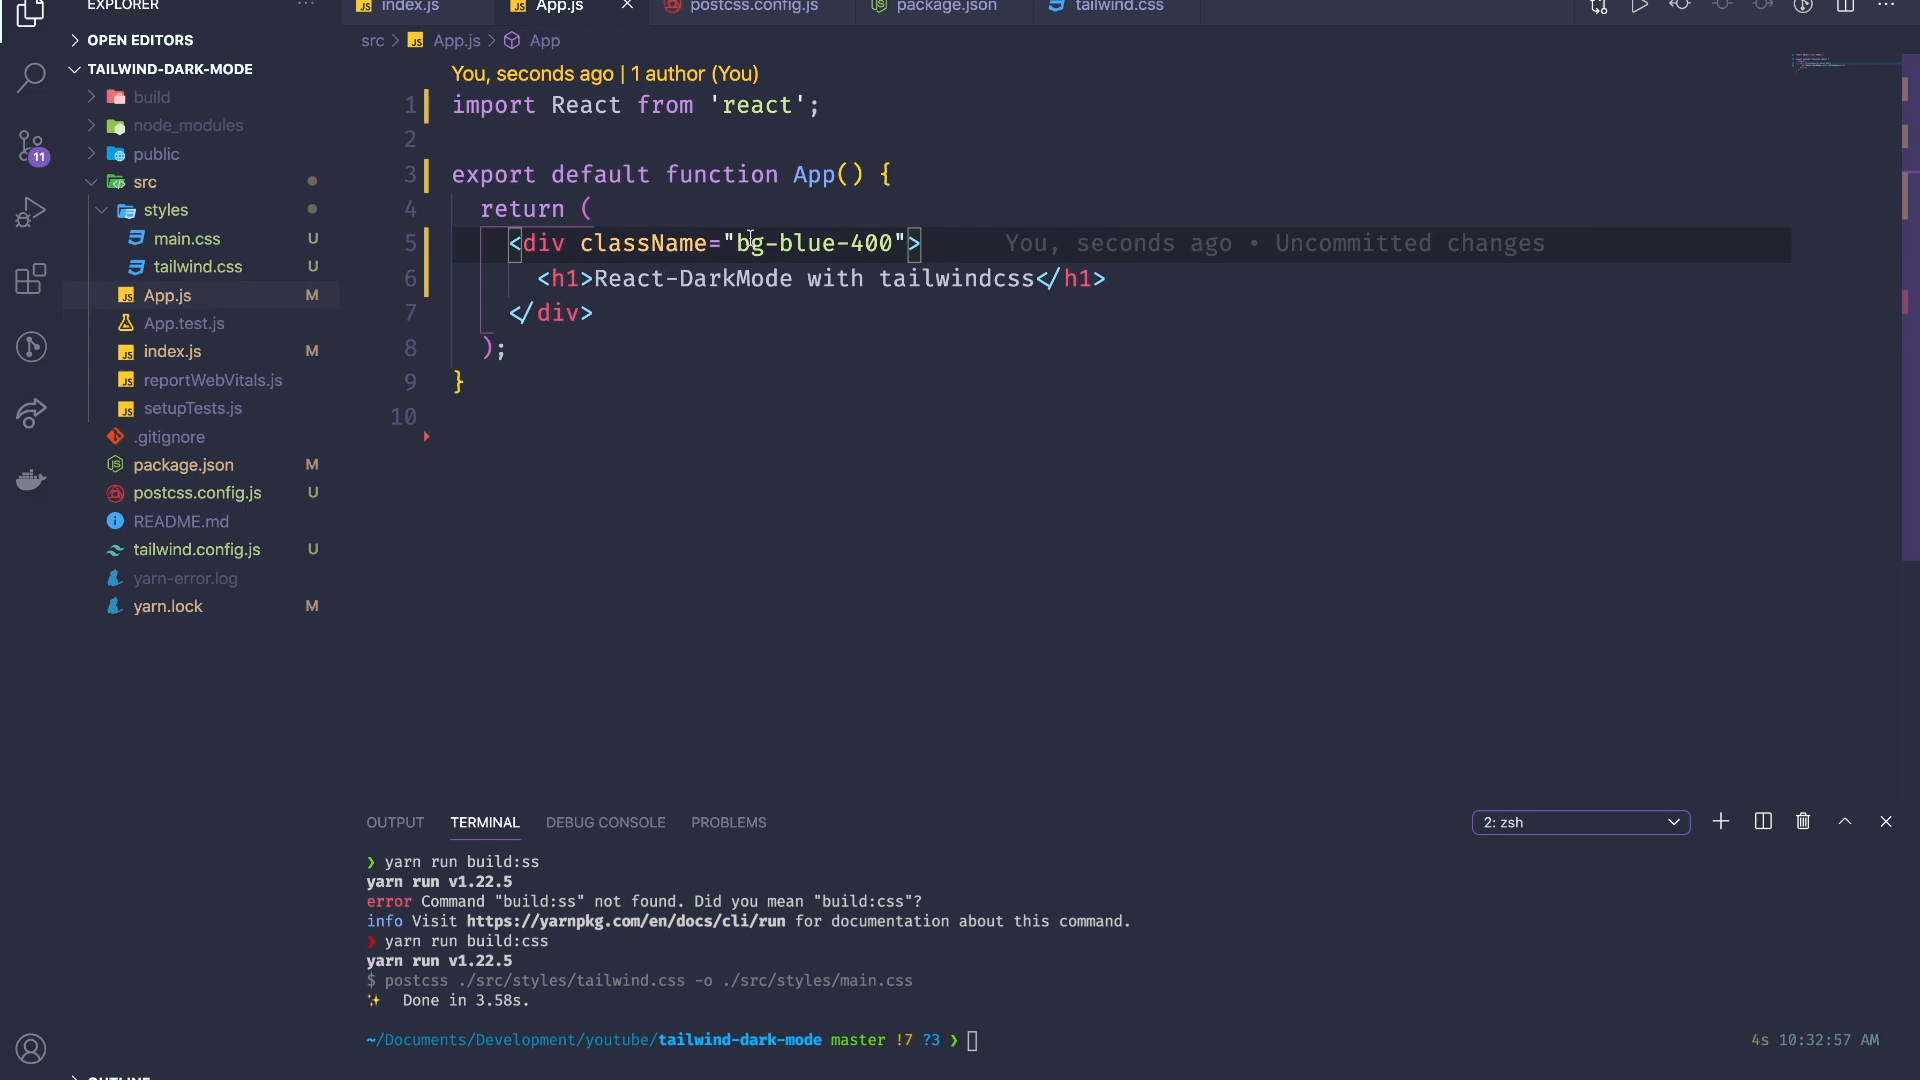 EXPLORER
OPEN EDITORS
TAILWIND-DARK-MODE
build
node_modules
public
src
styles
main.css U
tailwind.css U
App.js M
App.test.js
index.js M
reportWebVitals.js
setupTests.js
.gitignore
package.json M
postcss.config.js U
README.md
tailwind.config.js U
yarn-error.log
yarn.lock M
11
index.js App.js postcss.config.js package.json tailwind.css
src > App.js > App
You, seconds ago | 1 author (You)
1 import React from 'react';
2
3 export default function App() {
4 return (
5 <div className="bg-blue-400"> You, seconds ago • Uncommitted changes
6 <h1>React-DarkMode with tailwindcss</h1>
7 </div>
8 );
9 }
10
OUTPUT TERMINAL DEBUG CONSOLE PROBLEMS
2: zsh
❯ yarn run build:ss
yarn run v1.22.5
error Command "build:ss" not found. Did you mean "build:css"?
info Visit https://yarnpkg.com/en/docs/cli/run for documentation about this command.
❯ yarn run build:css
yarn run v1.22.5
$ postcss ./src/styles/tailwind.css -o ./src/styles/main.css
✨ Done in 3.58s.
~/Documents/Development/youtube/tailwind-dark-mode master !7 ?3 ❯ 4s 10:32:57 AM
OUTLINE